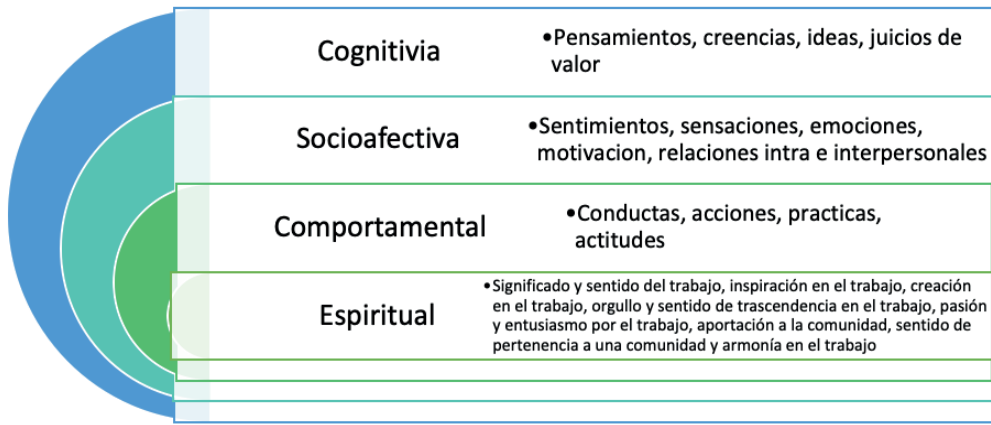 Cognitivia
•Pensamientos, creencias, ideas, juicios de
valor
Socioafectiva
•Sentimientos, sensaciones, emociones,
motivacion, relaciones intra e interpersonales
Comportamental
•Conductas, acciones, practicas,
actitudes
Espiritual
•Significado y sentido del trabajo, inspiración en el trabajo, creación
en el trabajo, orgullo y sentido de trascendencia en el trabajo, pasión
y entusiasmo por el trabajo, aportación a la comunidad, sentido de
pertenencia a una comunidad y armonía en el trabajo